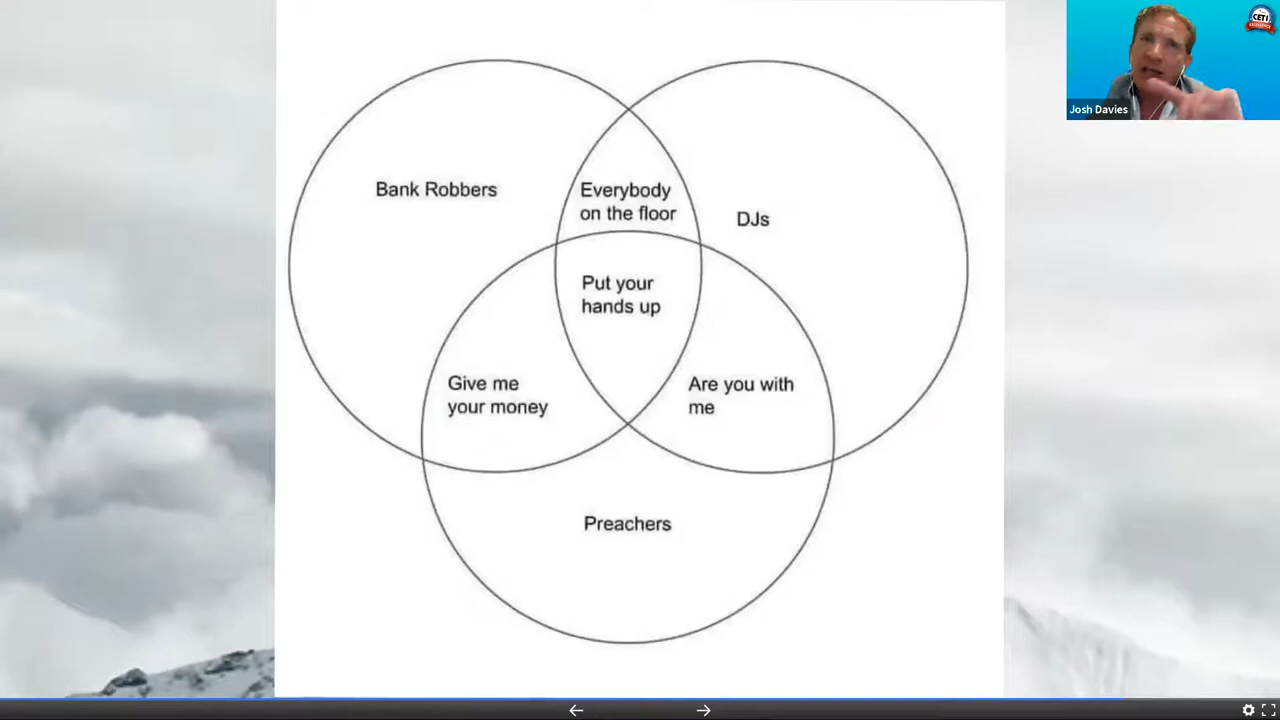 Bank Robbers
Everybody
on the floor
DJs
Put your
hands up
Give me
your money
Are you with
me
Preachers
Josh Davies
CETI